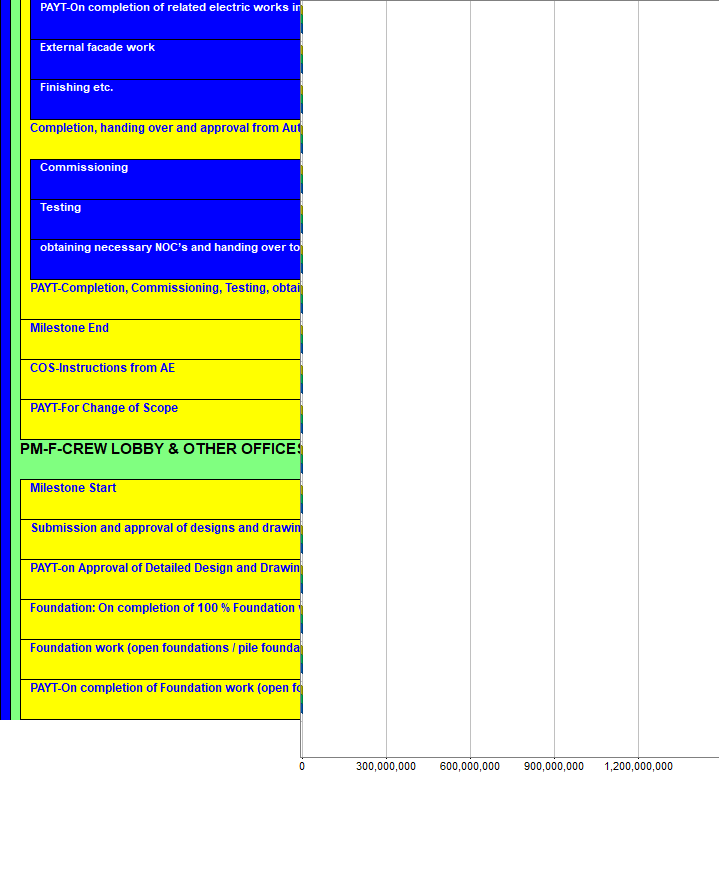 PAYT-On completion of related electric works in
External facade work
Finishing etc.
Completion, handing over and approval from Aut
Commissioning
Testing
obtaining necessary NOC's and handing over to
PAYT-Completion, Commissioning, Testing, obtai
Milestone End
COS-Instructions from AE
PAYT-For Change of Scope
PM-F-CREW LOBBY & OTHER OFFICES
Milestone Start
Submission and approval of designs and drawin
PAYT-on Approval of Detailed Design and Drawin
Foundation: On completion of 100 % Foundation w
Foundation work (open foundations / pile founda
PAYT-On completion of Foundation work (open fo
0 300,000,000 600,000,000 900,000,000 1,200,000,000